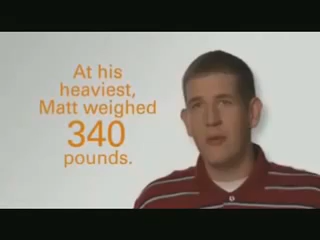 At his
heaviest,
Matt weighed
340
pounds.